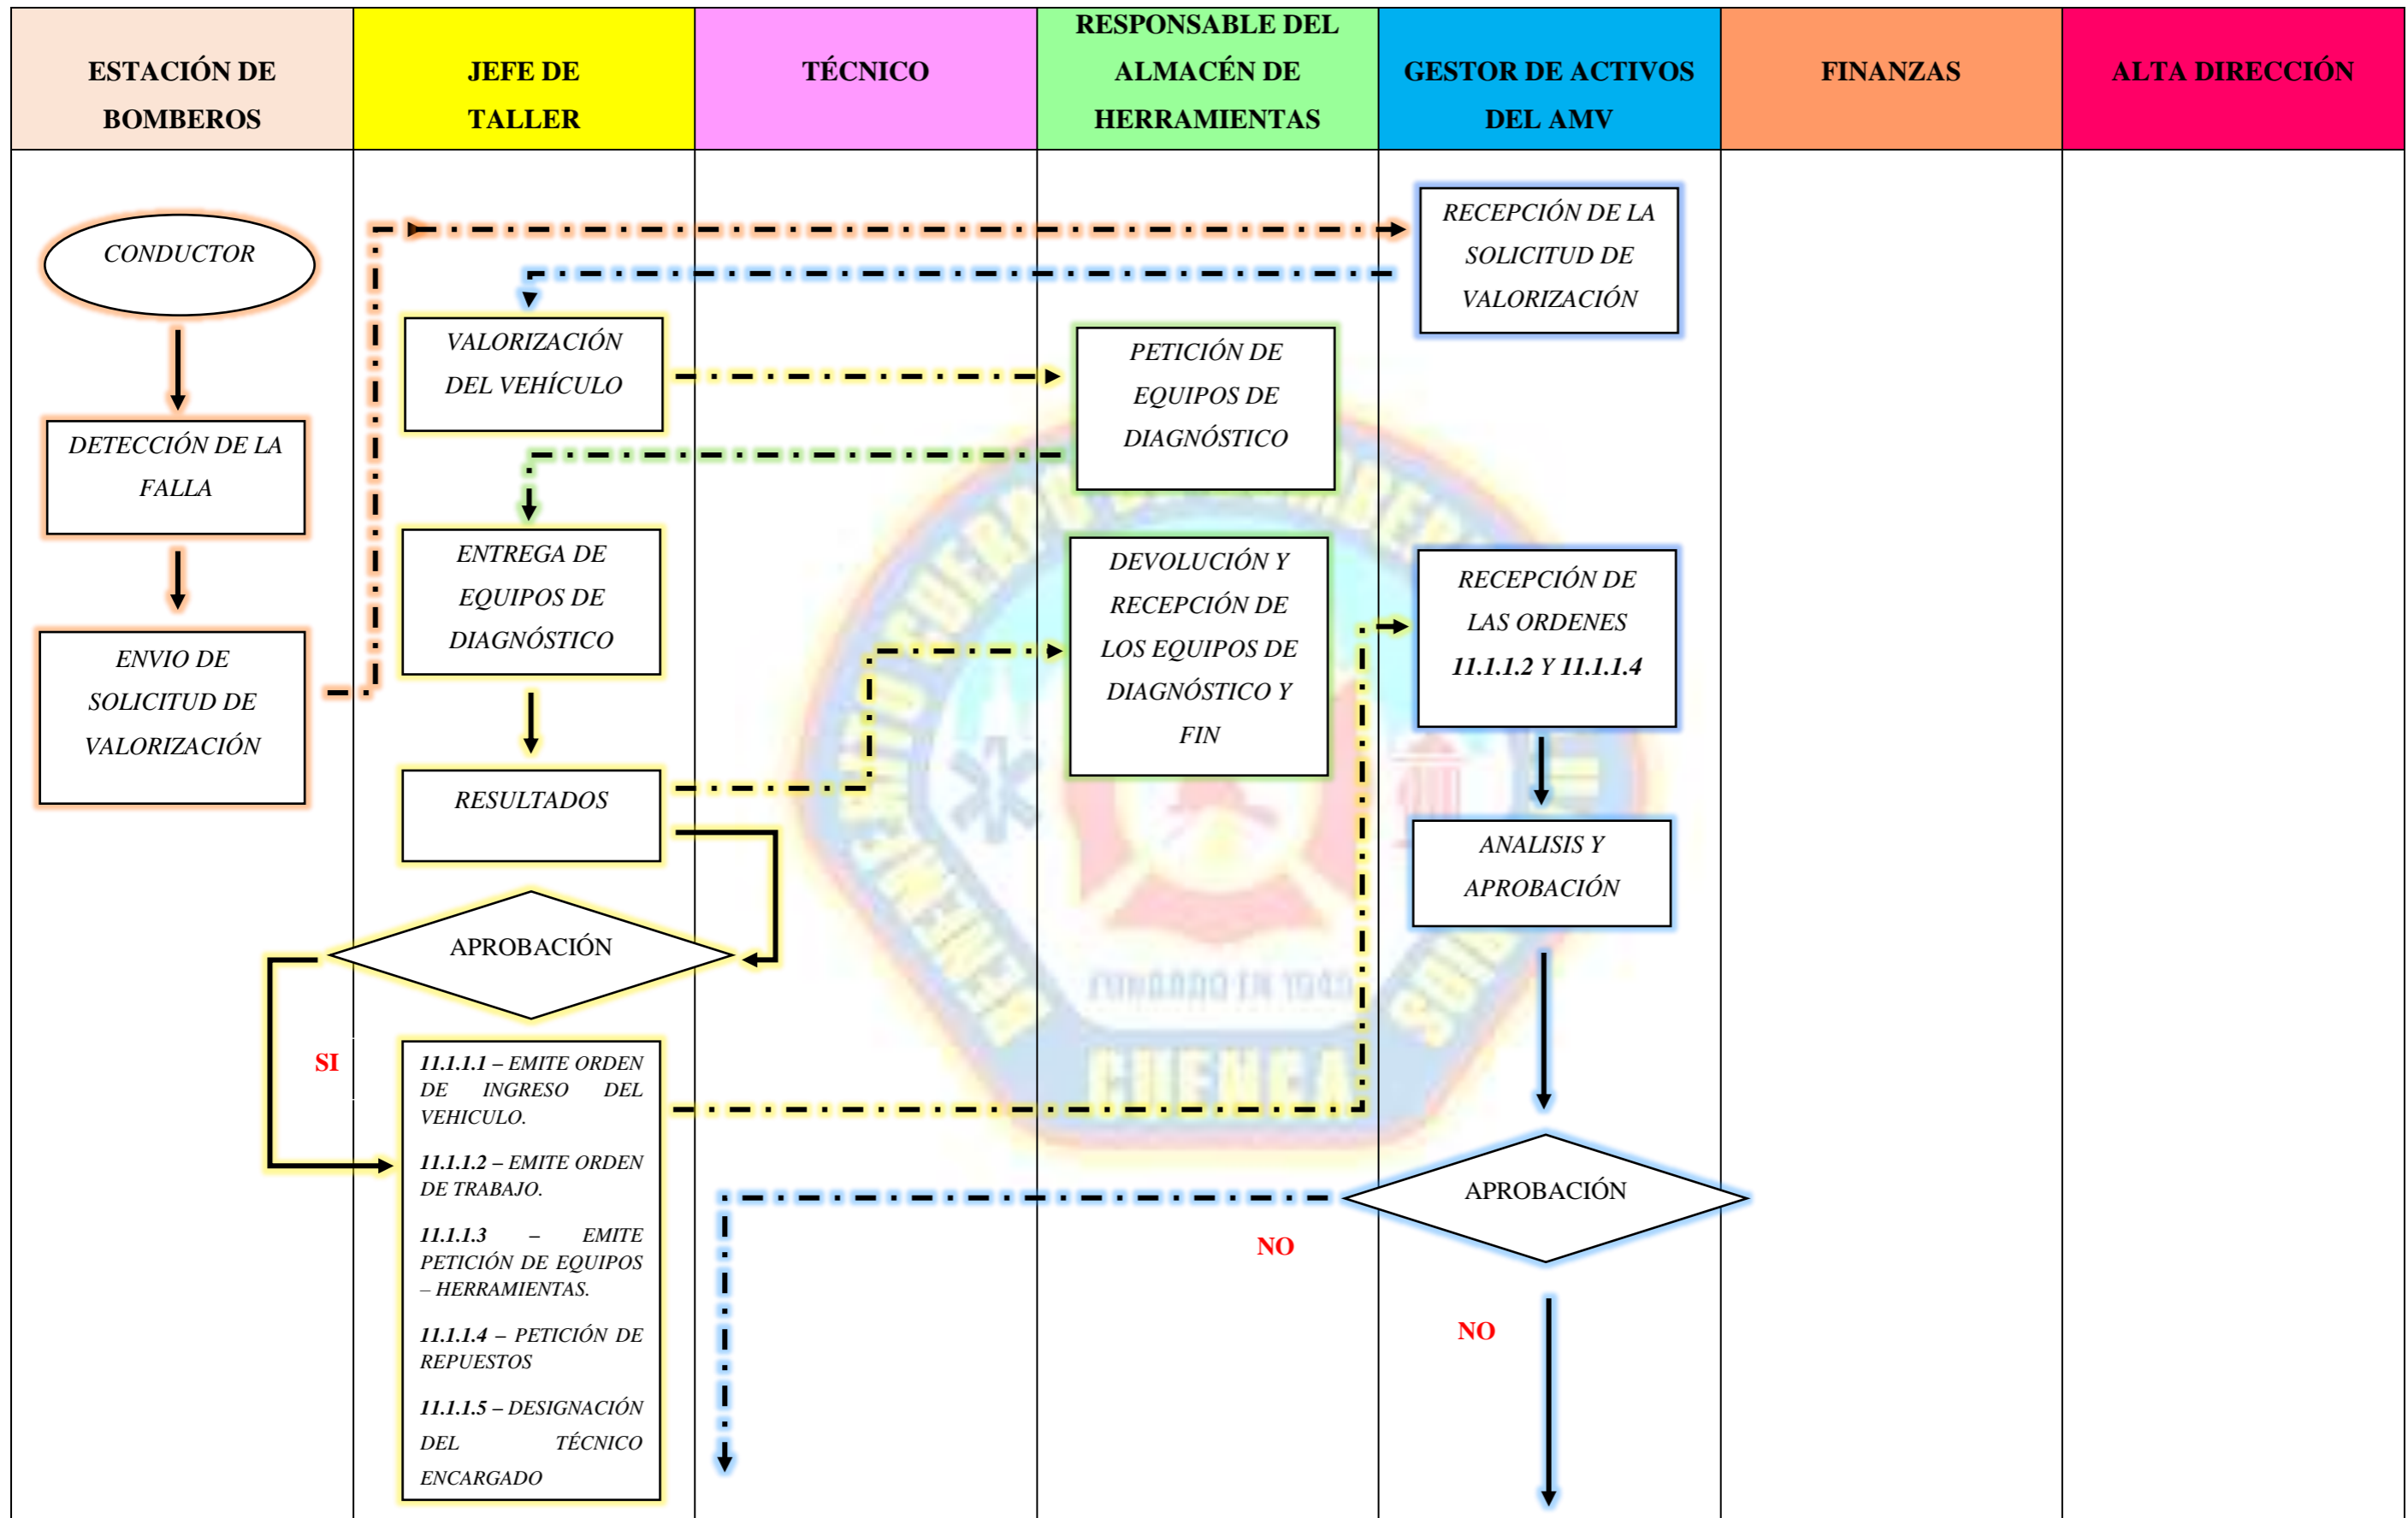 ESTACIÓN DE
BOMBEROS
JEFE DE
TALLER
TÉCNICO
RESPONSABLE DEL
ALMACÉN DE
HERRAMIENTAS
GESTOR DE ACTIVOS
DEL AMV
FINANZAS
ALTA DIRECCIÓN
CONDUCTOR
DETECCIÓN DE LA
FALLA
ENVIO DE
SOLICITUD DE
VALORIZACIÓN
RECEPCIÓN DE LA
SOLICITUD DE
VALORIZACIÓN
VALORIZACIÓN
DEL VEHÍCULO
PETICIÓN DE
EQUIPOS DE
DIAGNÓSTICO
ENTREGA DE
EQUIPOS DE
DIAGNÓSTICO
RESULTADOS
DEVOLUCIÓN Y
RECEPCIÓN DE
LOS EQUIPOS DE
DIAGNÓSTICO Y
FIN
APROBACIÓN
SI
11.1.1.1 – EMITE ORDEN
DE INGRESO DEL
VEHICULO.
11.1.1.2 – EMITE ORDEN
DE TRABAJO.
11.1.1.3 – EMITE
PETICIÓN DE EQUIPOS
– HERRAMIENTAS.
11.1.1.4 – PETICIÓN DE
REPUESTOS
11.1.1.5 – DESIGNACIÓN
DEL TÉCNICO
ENCARGADO
RECEPCIÓN DE
LAS ORDENES
11.1.1.2 Y 11.1.1.4
ANALISIS Y
APROBACIÓN
APROBACIÓN
NO
NO
CUENCA